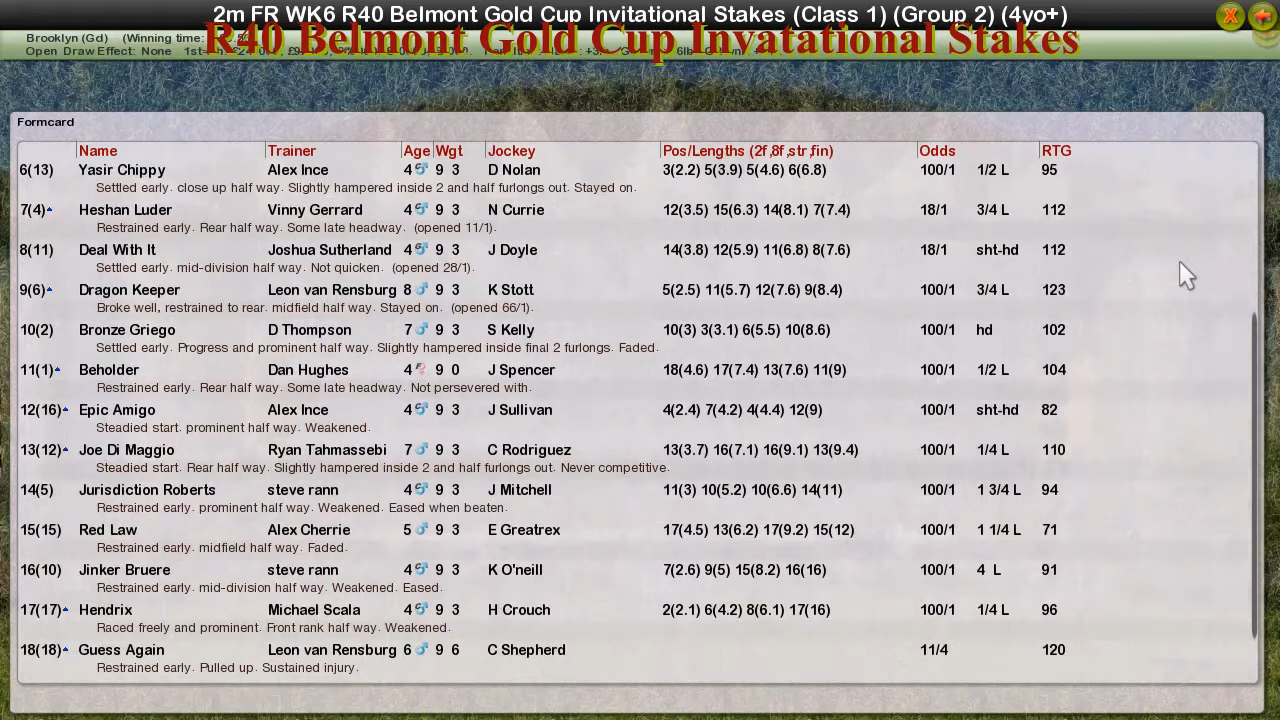 2m FR WK6 R40 Belmont Gold Cup Invitational Stakes (Class 1) (Group 2) (4yo+)
R40 Belmont Gold Cup Invatational Stakes
Brooklyn (Gd) (Winning time:
Open Draw Effect: None 1st-
Formcard
Name Trainer Age Wgt Jockey Pos/Lengths (2f,8f,str,fin) Odds RTG
6(13) Yasir Chippy Alex Ince 4 9 3 D Nolan 3(2.2) 5(3.9) 5(4.6) 6(6.8) 100/1 1/2 L 95
Settled early. close up half way. Slightly hampered inside 2 and half furlongs out. Stayed on.
7(4) Heshan Luder Vinny Gerrard 4 9 3 N Currie 12(3.5) 15(6.3) 14(8.1) 7(7.4) 18/1 3/4 L 112
Restrained early. Rear half way. Some late headway. (opened 11/1).
8(11) Deal With It Joshua Sutherland 4 9 3 J Doyle 14(3.8) 12(5.9) 11(6.8) 8(7.6) 18/1 sht-hd 112
Settled early. mid-division half way. Not quicken. (opened 28/1).
9(6) Dragon Keeper Leon van Rensburg 8 9 3 K Stott 5(2.5) 11(5.7) 12(7.6) 9(8.4) 100/1 3/4 L 123
Broke well, restrained to rear. midfield half way. Stayed on. (opened 66/1).
10(2) Bronze Griego D Thompson 7 9 3 S Kelly 10(3) 3(3.1) 6(5.5) 10(8.6) 100/1 hd 102
Settled early. Progress and prominent half way. Slightly hampered inside final 2 furlongs. Faded.
11(1) Beholder Dan Hughes 4 9 0 J Spencer 18(4.6) 17(7.4) 13(7.6) 11(9) 100/1 1/2 L 104
Restrained early. Rear half way. Some late headway. Not persevered with.
12(16) Epic Amigo Alex Ince 4 9 3 J Sullivan 4(2.4) 7(4.2) 4(4.4) 12(9) 100/1 sht-hd 82
Steadied start. prominent half way. Weakened.
13(12) Joe Di Maggio Ryan Tahmassebi 7 9 3 C Rodriguez 13(3.7) 16(7.1) 16(9.1) 13(9.4) 100/1 1/4 L 110
Steadied start. Rear half way. Slightly hampered inside 2 and half furlongs out. Never competitive.
14(5) Jurisdiction Roberts steve rann 4 9 3 J Mitchell 11(3) 10(5.2) 10(6.6) 14(11) 100/1 1 3/4 L 94
Restrained early. prominent half way. Weakened. Eased when beaten.
15(15) Red Law Alex Cherrie 5 9 3 E Greatrex 17(4.5) 13(6.2) 17(9.2) 15(12) 100/1 1 1/4 L 71
Restrained early. midfield half way. Faded.
16(10) Jinker Bruere steve rann 4 9 3 K O'neill 7(2.6) 9(5) 15(8.2) 16(16) 100/1 4 L 91
Restrained early. mid-division half way. Weakened. Eased.
17(17) Hendrix Michael Scala 4 9 3 H Crouch 2(2.1) 6(4.2) 8(6.1) 17(16) 100/1 1/4 L 96
Raced freely and prominent. Front rank half way. Weakened.
18(18) Guess Again Leon van Rensburg 6 9 6 C Shepherd 11/4 120
Restrained early. Pulled up. Sustained injury.